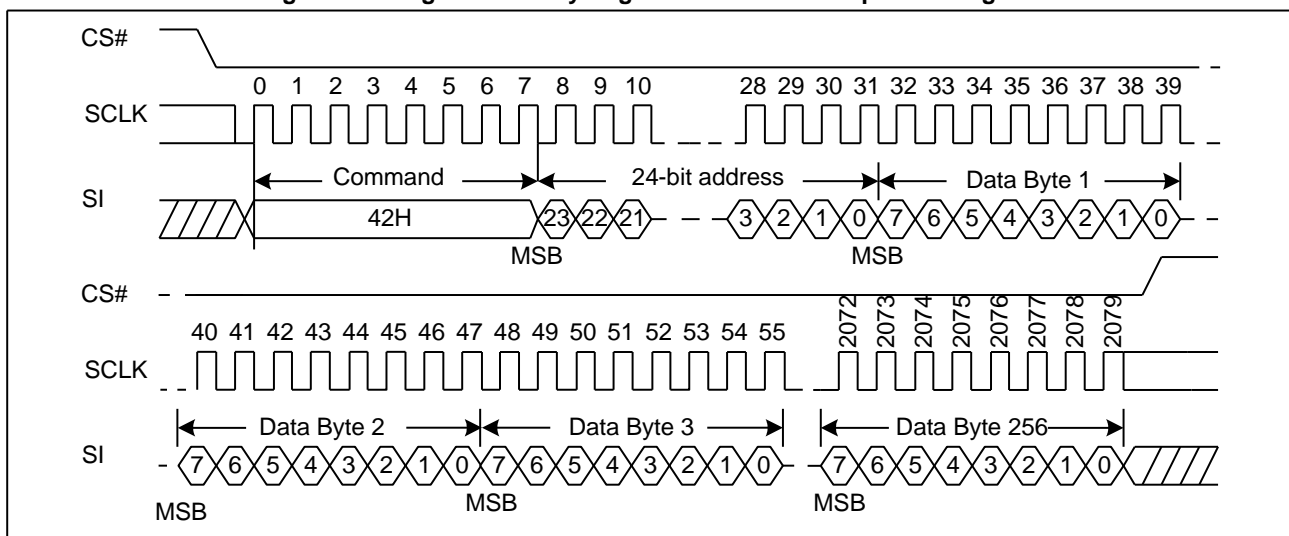 CS#
0 1 2 3 4 5 6 7 8 9 10 28 29 30 31 32 33 34 35 36 37 38 39
SCLK
Command 24-bit address Data Byte 1
SI
42H 23 22 21 3 2 1 0 7 6 5 4 3 2 1 0
MSB MSB
CS#
40 41 42 43 44 45 46 47 48 49 50 51 52 53 54 55 2072 2073 2074 2075 2076 2077 2078 2079
SCLK
Data Byte 2 Data Byte 3 Data Byte 256
SI
7 6 5 4 3 2 1 0 7 6 5 4 3 2 1 0 7 6 5 4 3 2 1 0
MSB MSB MSB